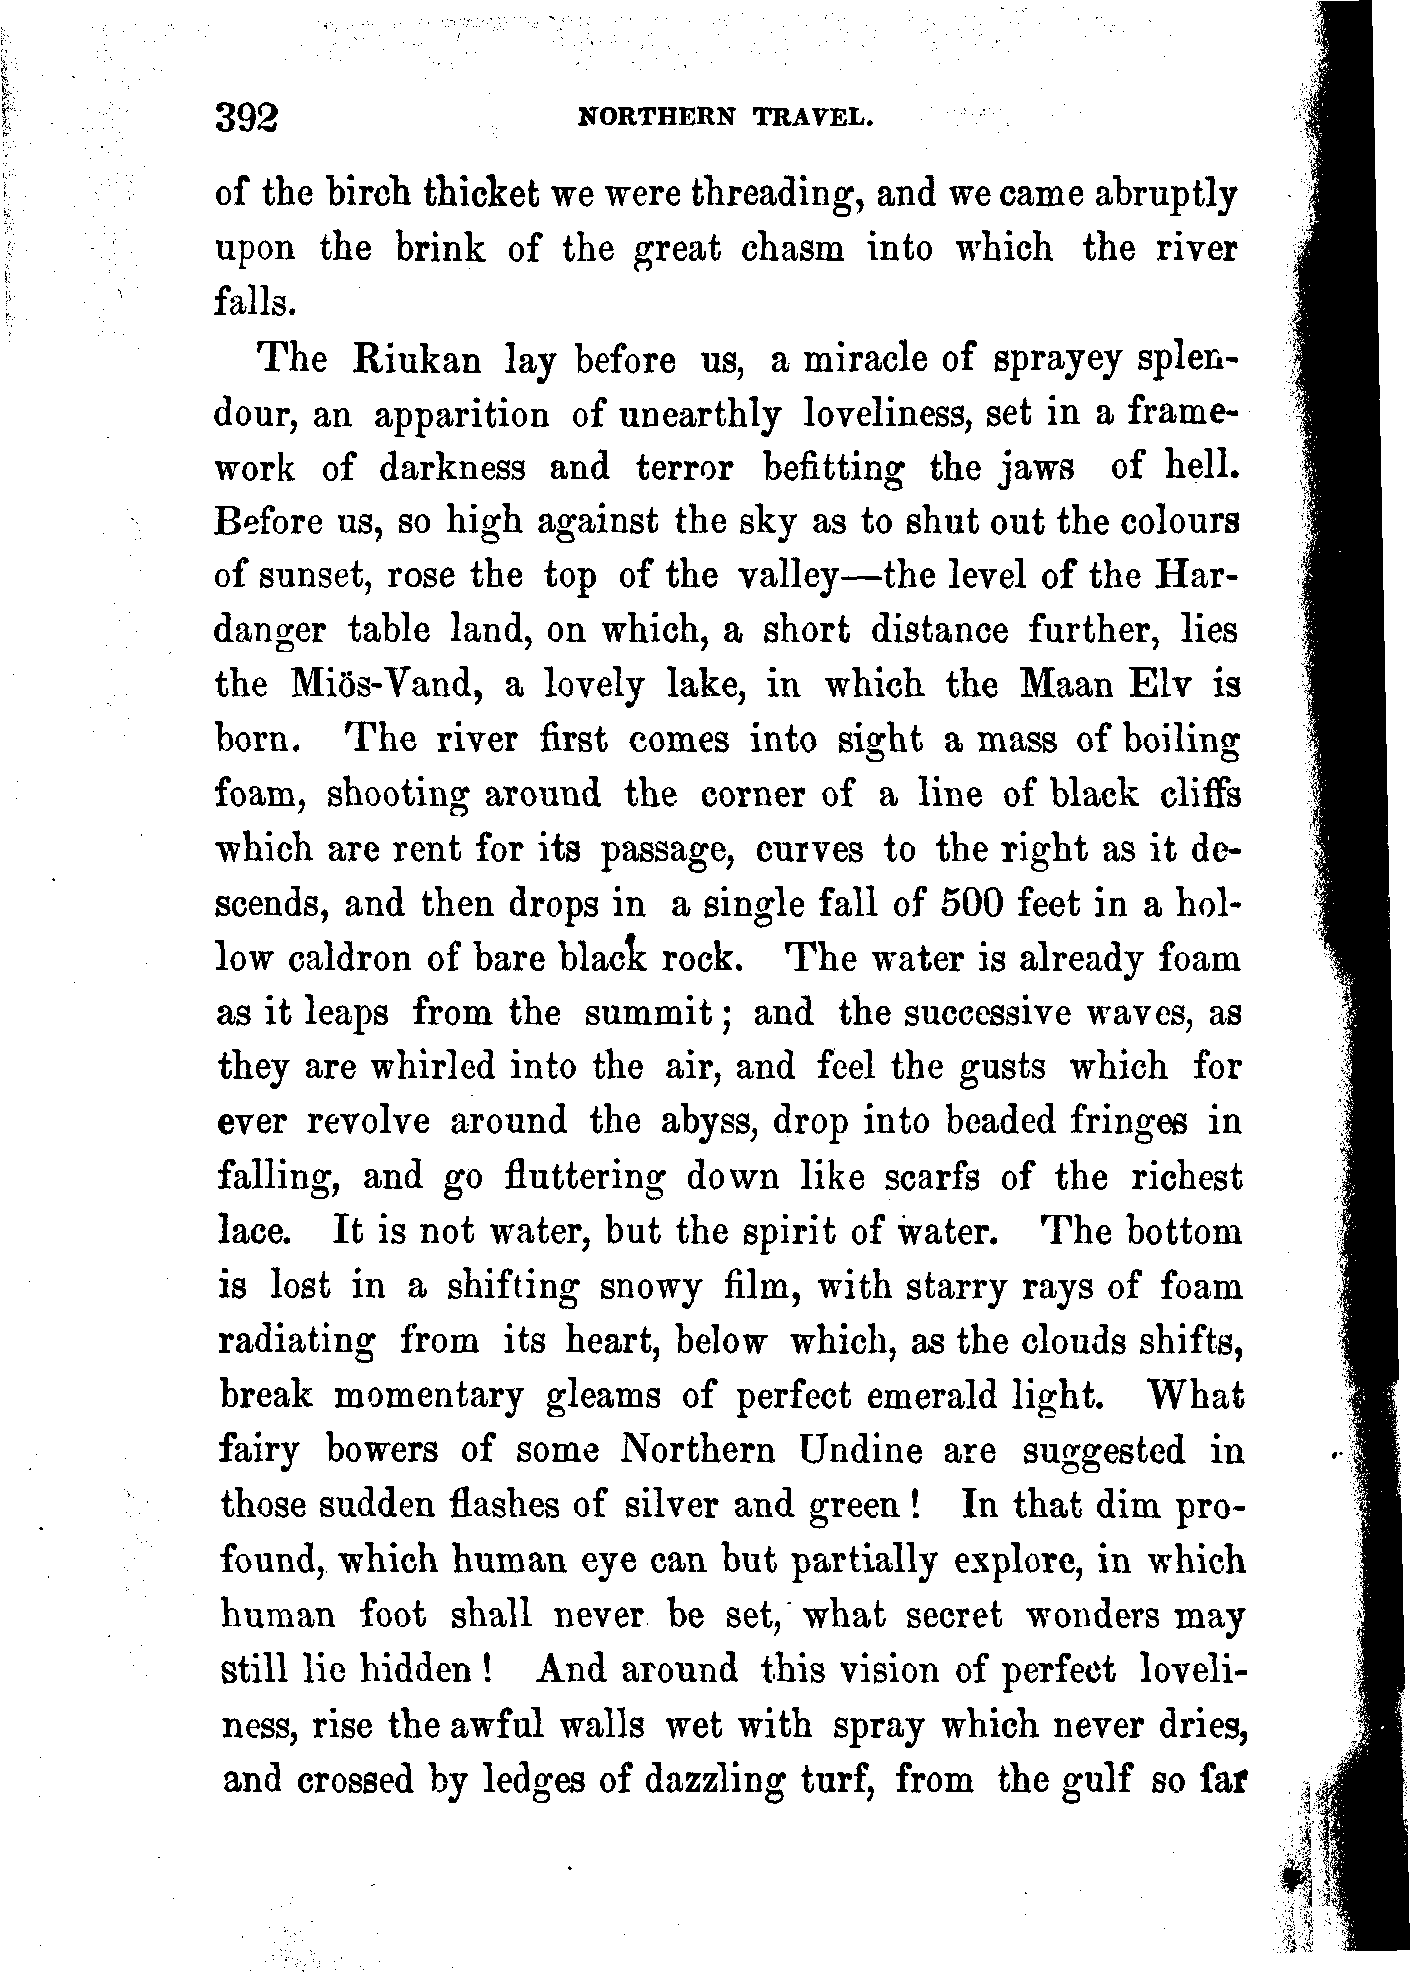 392 NORTHERN TRAVEL.
of the birch thicket we were threading, and we came abruptly
upon the brink of the great chasm into which the river
falls.
The Riukan lay before us, a miracle of sprayey splen-
dour, an apparition of unearthly loveliness, set in a frame-
work of darkness and terror befitting the jaws of hell.
Before us, so high against the sky as to shut out the colours
of sunset, rose the top of the valley—the level of the Har-
danger table land, on which, a short distance further, lies
the Miös-Vand, a lovely lake, in which the Maan Elv is
born. The river first comes into sight a mass of boiling
foam, shooting around the corner of a line of black cliffs
which are rent for its passage, curves to the right as it de-
scends, and then drops in a single fall of 500 feet in a hol-
low caldron of bare black rock. The water is already foam
as it leaps from the summit; and the successive waves, as
they are whirled into the air, and feel the gusts which for
ever revolve around the abyss, drop into beaded fringes in
falling, and go fluttering down like scarfs of the richest
lace. It is not water, but the spirit of water. The bottom
is lost in a shifting snowy film, with starry rays of foam
radiating from its heart, below which, as the clouds shifts,
break momentary gleams of perfect emerald light. What
fairy bowers of some Northern Undine are suggested in
those sudden flashes of silver and green! In that dim pro-
found, which human eye can but partially explore, in which
human foot shall never be set, what secret wonders may
still lie hidden! And around this vision of perfect loveli-
ness, rise the awful walls wet with spray which never dries,
and crossed by ledges of dazzling turf, from the gulf so far